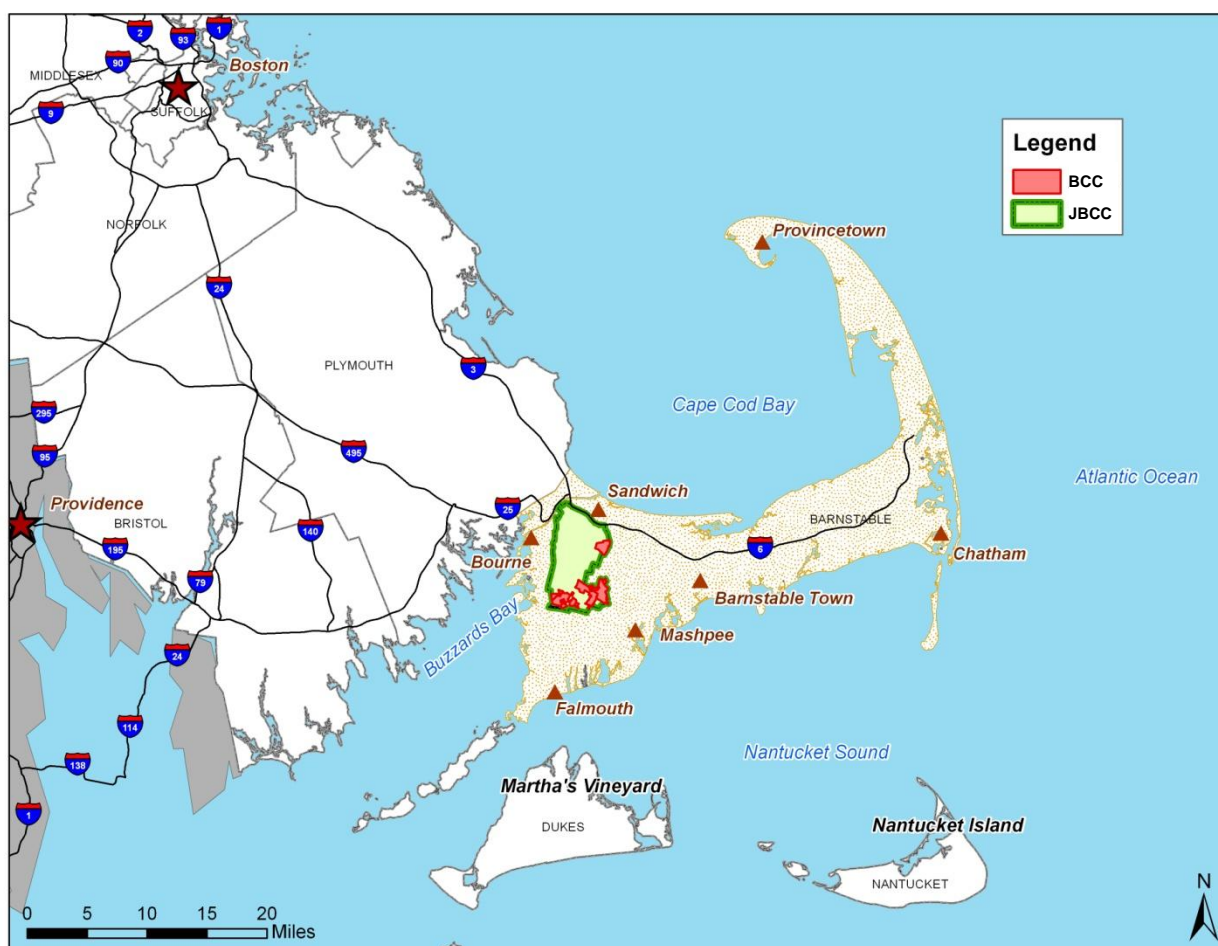 2
93
1
90
Boston
MIDDLESEX
9
SUFFOLK
Legend
BCC
JBCC
NORFOLK
Provincetown
24
PLYMOUTH
3
295
Cape Cod Bay
95
495
Atlantic Ocean
Sandwich
Providence
25
BRISTOL
140
BARNSTABLE
195
6
Chatham
Bourne
79
Barnstable Town
Buzzards Bay
Mashpee
24
Falmouth
114
138
Nantucket Sound
Martha's Vineyard
1
DUKES
Nantucket Island
NANTUCKET
N
0 5 10 15 20
Miles